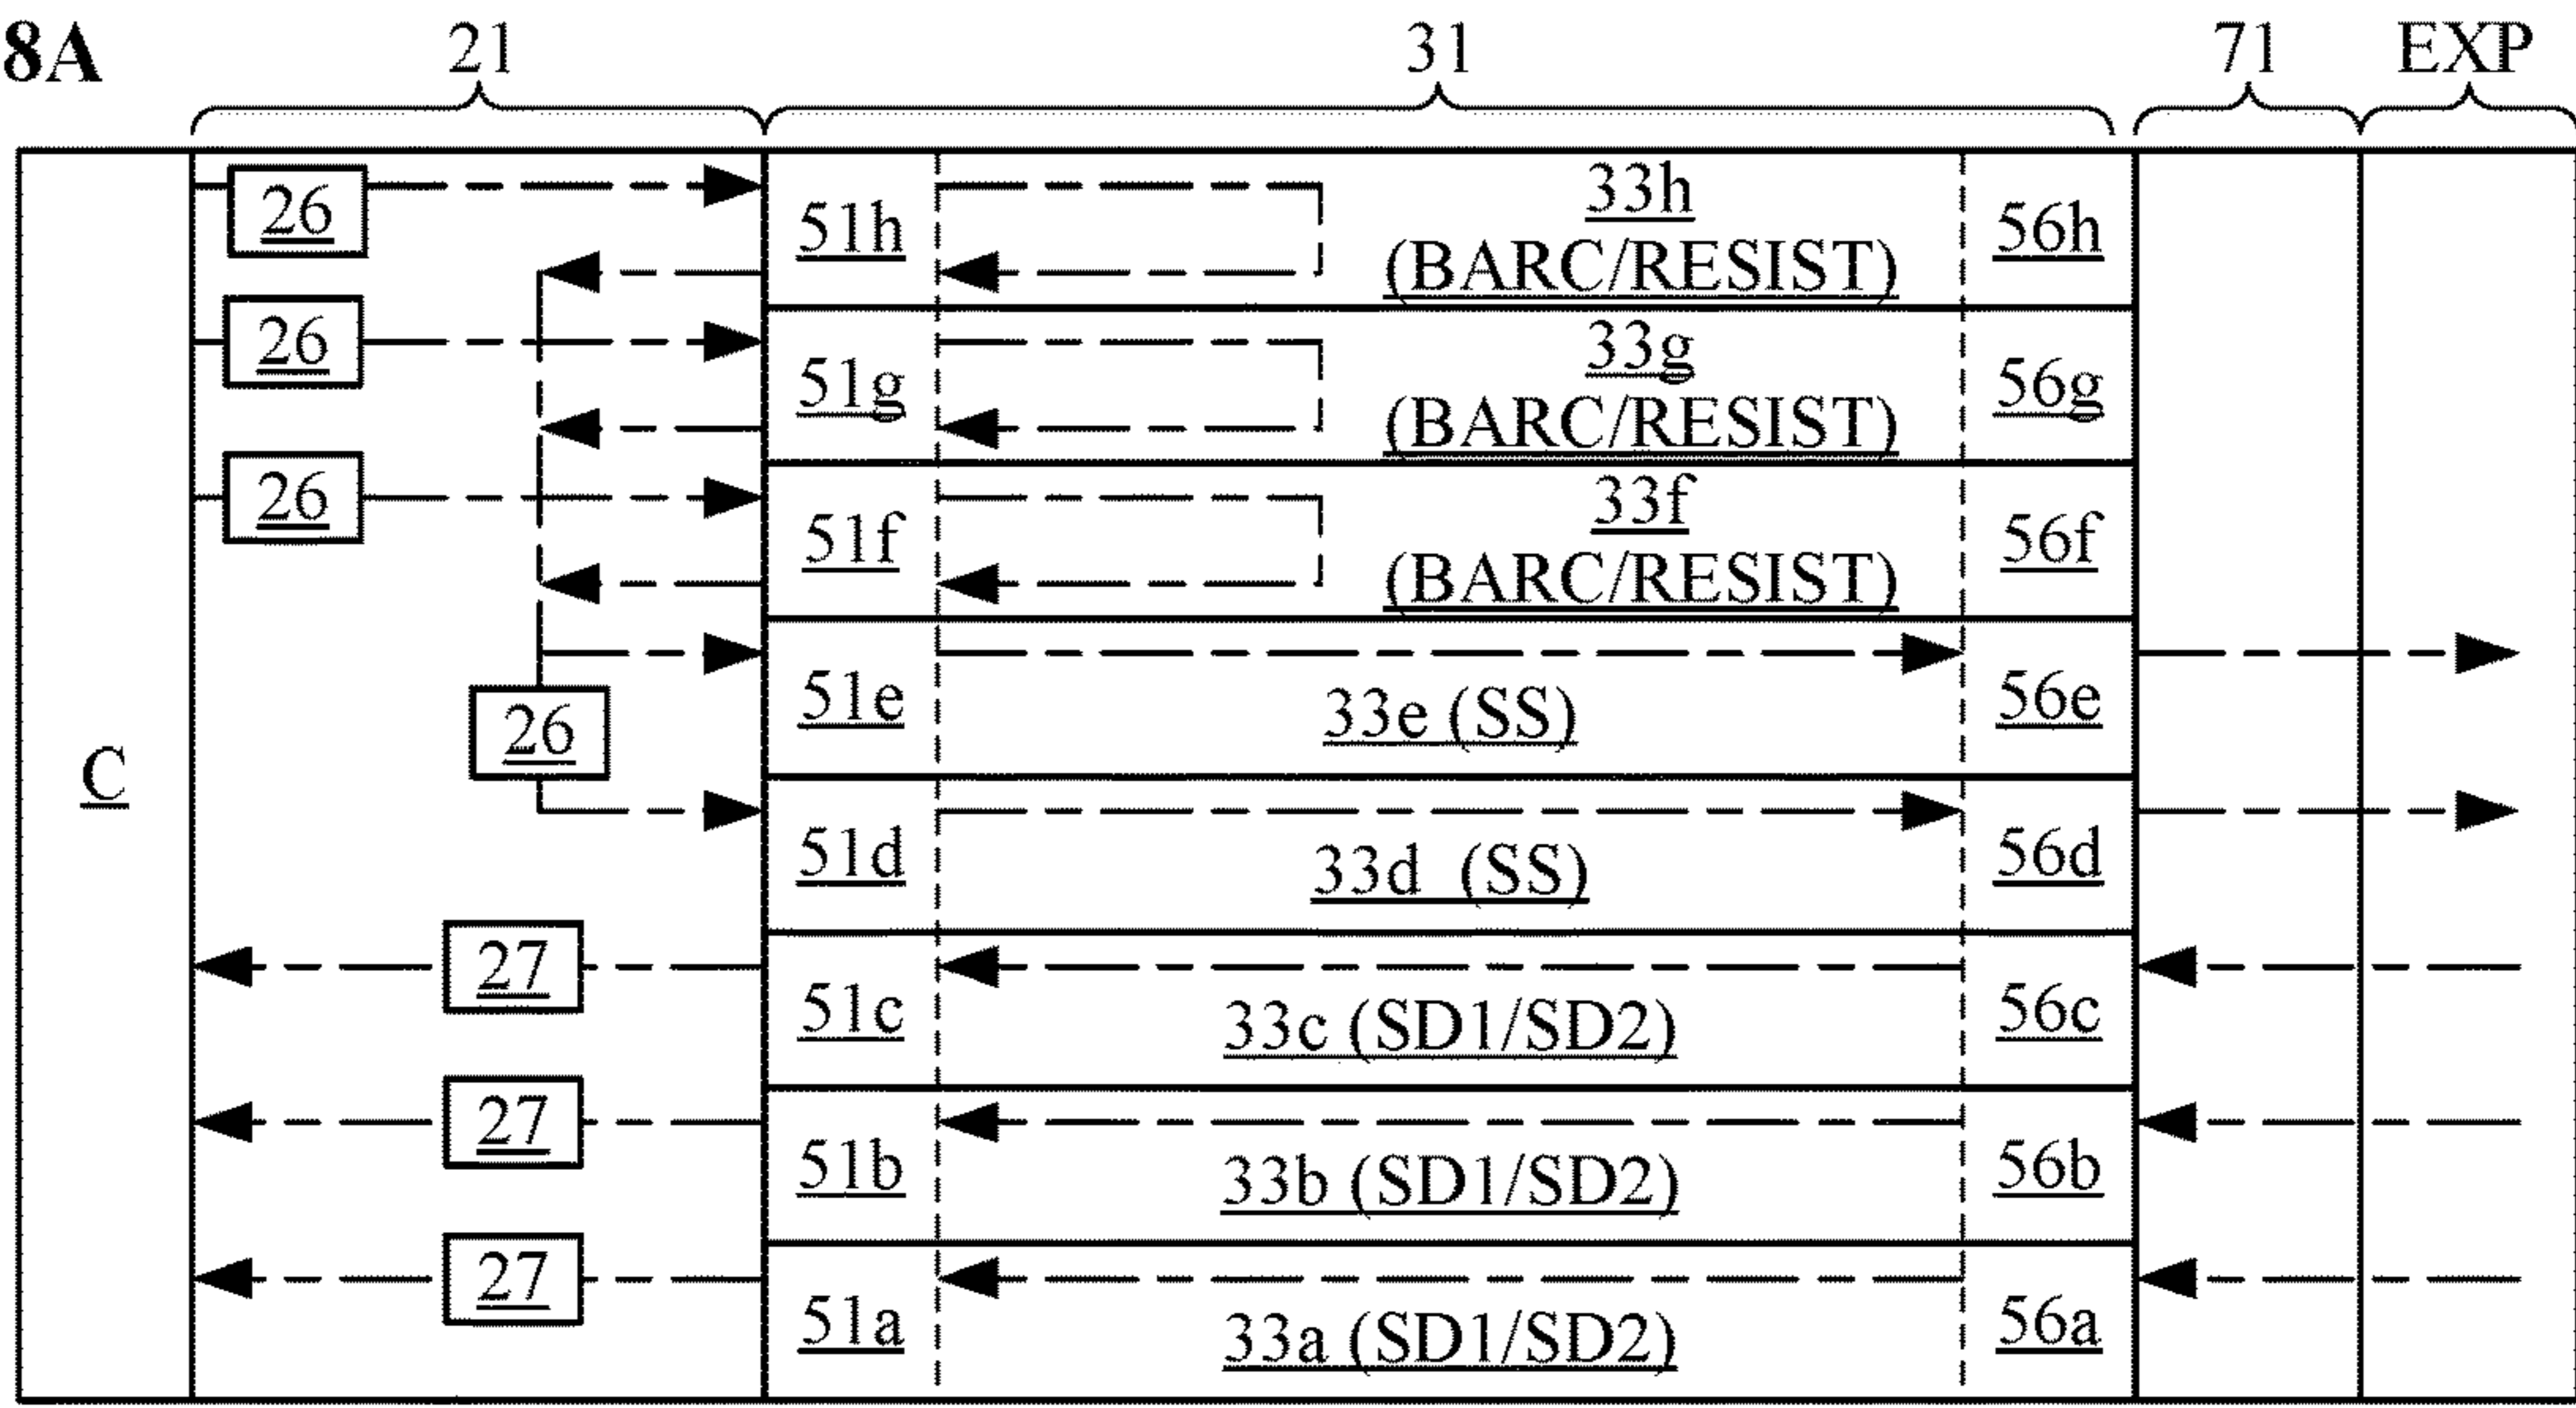 8A
21
31
71
EXP
26
51h
33h
(BARC/RESIST)
56h
26
51g
33g
(BARC/RESIST)
56g
26
51f
33f
(BARC/RESIST)
56f
51e
33e (SS)
56e
26
C
51d
33d (SS)
56d
27
51c
33c (SD1/SD2)
56c
27
51b
33b (SD1/SD2)
56b
27
51a
33a (SD1/SD2)
56a